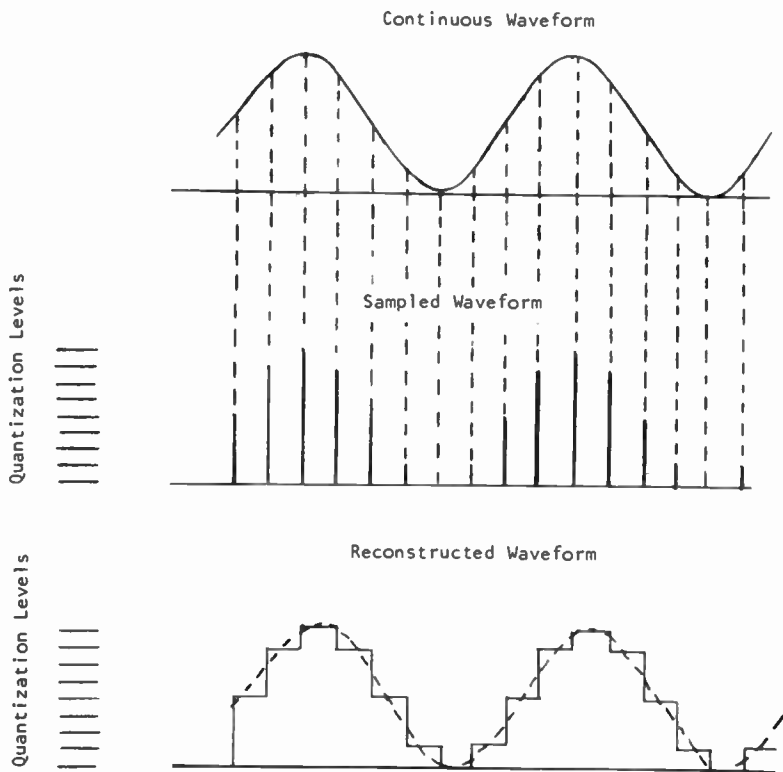 Continuous Waveform
Sampled Waveform
Quantization Levels
Reconstructed Waveform
Quantization Levels